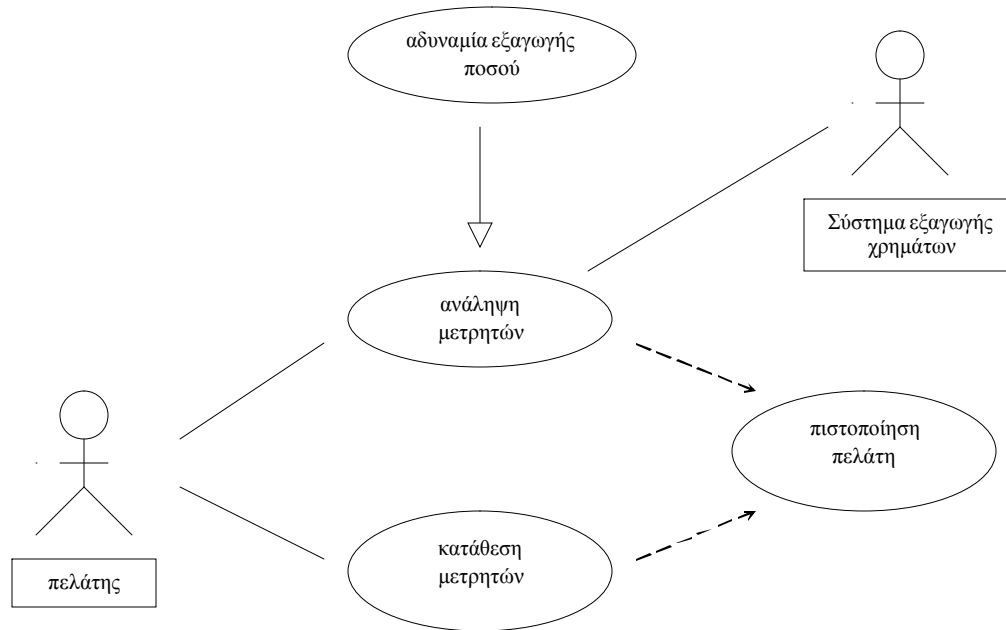 αδυναμία εξαγωγής
ποσού
Σύστημα εξαγωγής
χρημάτων
ανάληψη
μετρητών
πιστοποίηση
πελάτη
κατάθεση
μετρητών
πελάτης